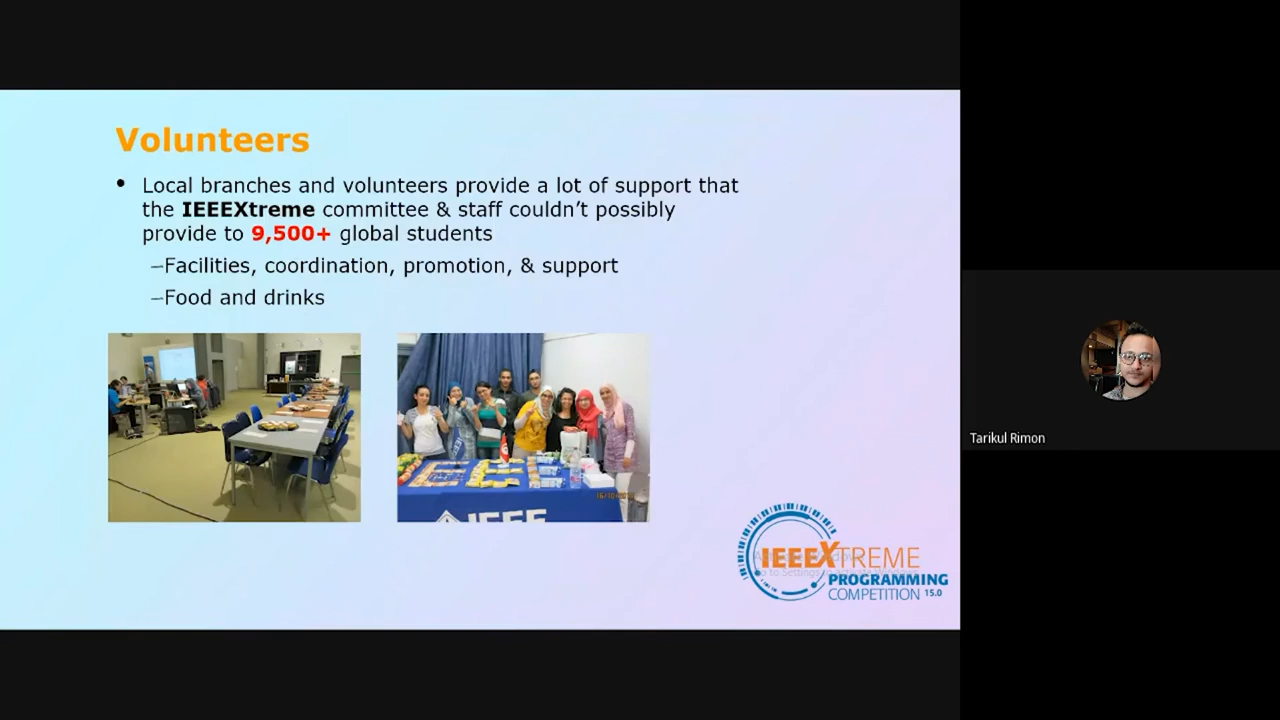 Volunteers
• Local branches and volunteers provide a lot of support that
the IEEEXtreme committee & staff couldn’t possibly
provide to 9,500+ global students
–Facilities, coordination, promotion, & support
–Food and drinks
IEEE
IEEEXTREME
PROGRAMMING
COMPETITION 15.0
Tarikul Rimon